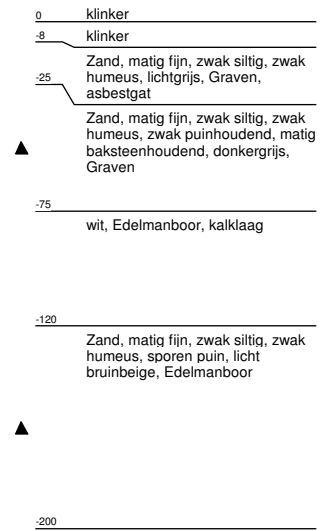 0 klinker
-8 klinker
Zand, matig fijn, zwak siltig, zwak
-25 humeus, lichtgrijs, Graven,
asbestgat
Zand, matig fijn, zwak siltig, zwak
humeus, zwak puinhoudend, matig
baksteenhoudend, donkergrijs,
Graven
-75
wit, Edelmanboor, kalklaag
-120
Zand, matig fijn, zwak siltig, zwak
humeus, sporen puin, licht
bruinbeige, Edelmanboor
-200